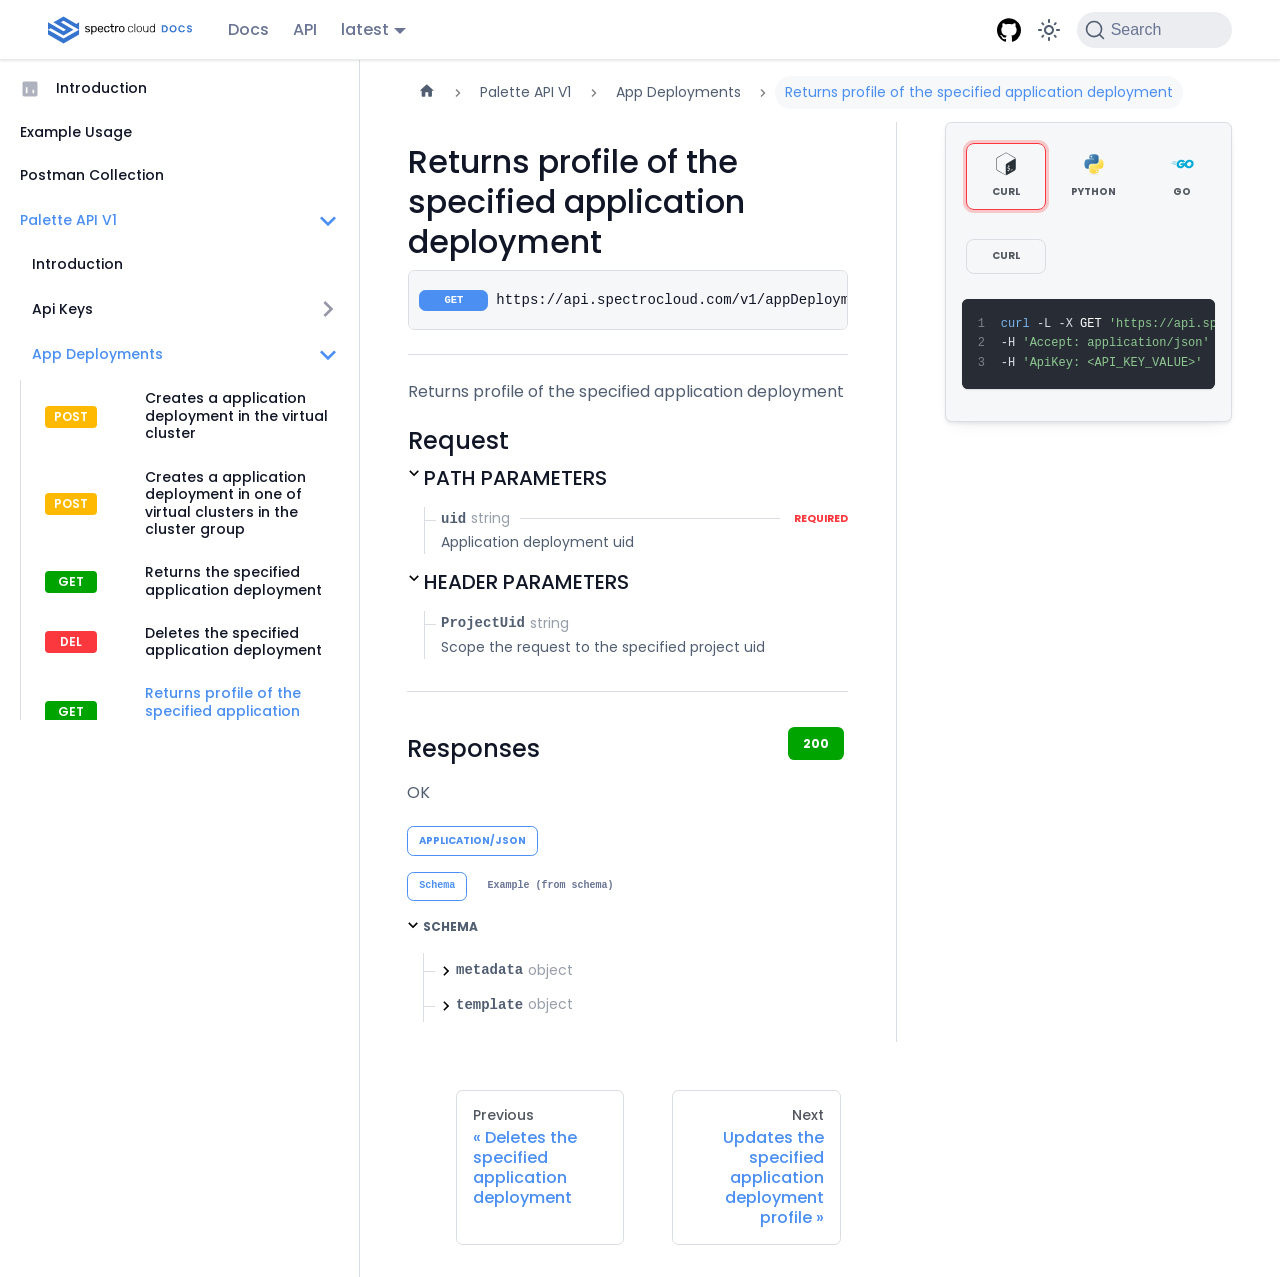 spectro cloud DOCS
Docs
API
latest
Search
Introduction
Example Usage
Postman Collection
Palette API V1
Introduction
Api Keys
App Deployments
POST
Creates a application
deployment in the virtual
cluster
POST
Creates a application
deployment in one of
virtual clusters in the
cluster group
GET
Returns the specified
application deployment
DEL
Deletes the specified
application deployment
GET
Returns profile of the
specified application
Palette API V1
App Deployments
Returns profile of the specified application deployment
Returns profile of the
specified application
deployment
GET https://api.spectrocloud.com/v1/appDeploym
Returns profile of the specified application deployment
Request
PATH PARAMETERS
uid string REQUIRED
Application deployment uid
HEADER PARAMETERS
ProjectUid string
Scope the request to the specified project uid
Responses
200
OK
APPLICATION/JSON
Schema
Example (from schema)
SCHEMA
metadata object
template object
Previous
« Deletes the
specified
application
deployment
Next
Updates the
specified
application
deployment
profile »
CURL
PYTHON
GO
CURL
1 curl -L -X GET 'https://api.sp
2 -H 'Accept: application/json'
3 -H 'ApiKey: <API_KEY_VALUE>'